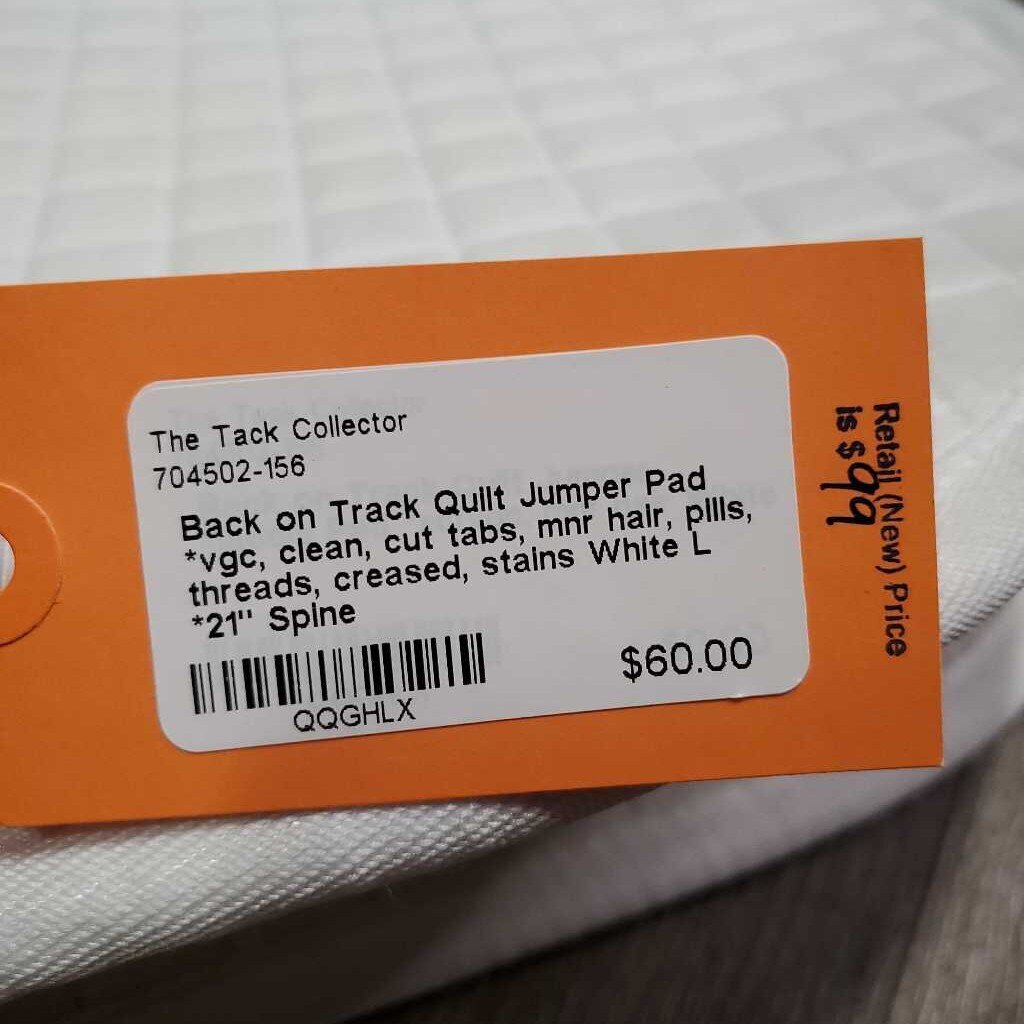 The Tack Collector
704502-156
Back on Track Quilt Jumper Pad
*vgc, clean, cut tabs, mnr hair, pills,
threads, creased, stains White L
*21" Spine
$60.00
QQGHLX
Retail (New) Price
is $99